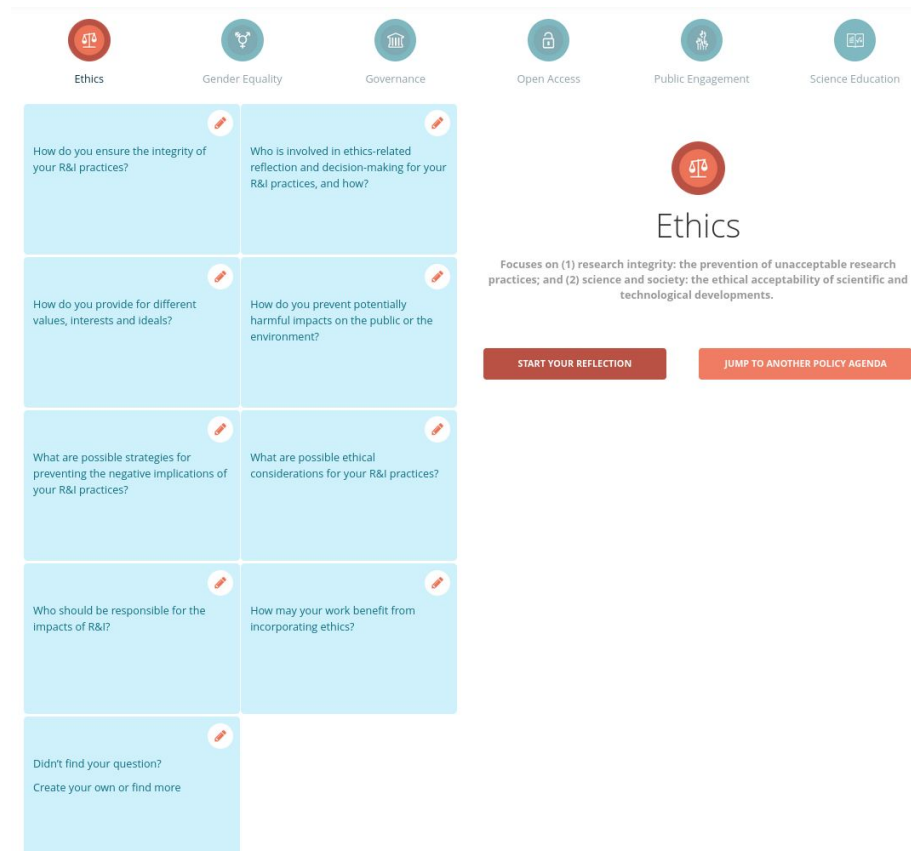 Ethics
Gender Equality
Governance
Open Access
Public Engagement
Science Education
How do you ensure the integrity of
your R&I practices?
Who is involved in ethics-related
reflection and decision-making for your
R&I practices, and how?
How do you provide for different
values, interests and ideals?
How do you prevent potentially
harmful impacts on the public or the
environment?
What are possible strategies for
preventing the negative implications of
your R&I practices?
What are possible ethical
considerations for your R&I practices?
Who should be responsible for the
impacts of R&I?
How may your work benefit from
incorporating ethics?
Didn't find your question?
Create your own or find more
Ethics
Focuses on (1) research integrity: the prevention of unacceptable research
practices; and (2) science and society: the ethical acceptability of scientific and
technological developments.
START YOUR REFLECTION
JUMP TO ANOTHER POLICY AGENDA